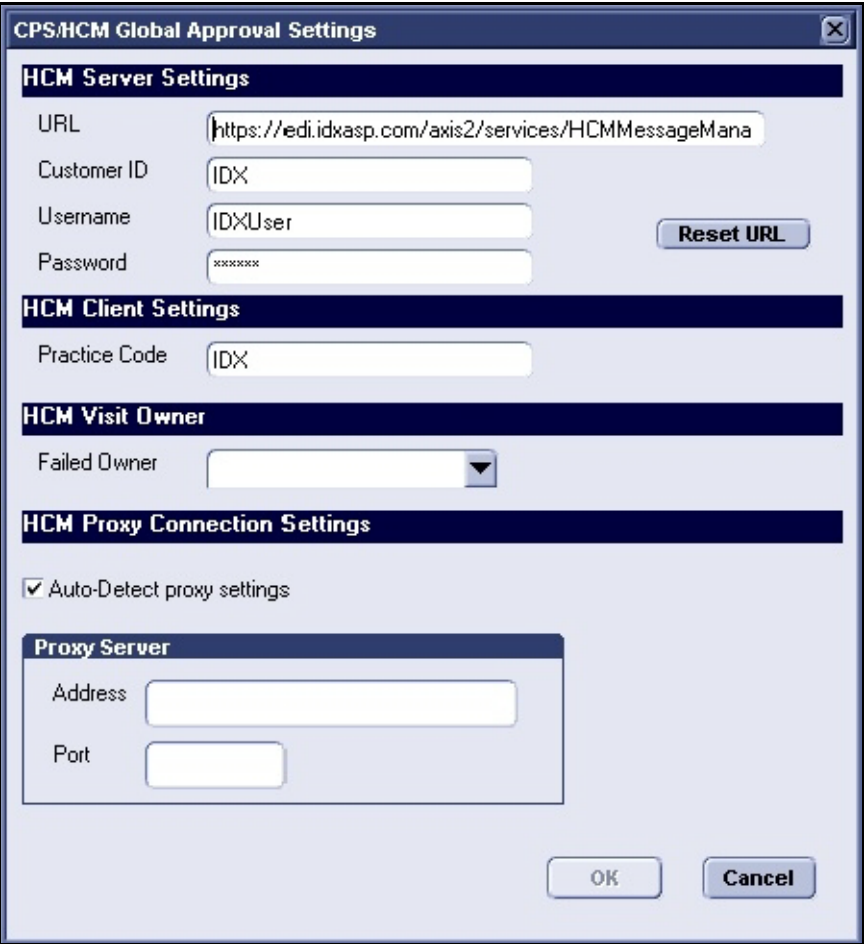 CPS/HCM Global Approval Settings
HCM Server Settings
URL https://edi.idxasp.com/axis2/services/HCMMessageMana
Customer ID IDX
Username IDXUser
Reset URL
Password ******
HCM Client Settings
Practice Code IDX
HCM Visit Owner
Failed Owner
HCM Proxy Connection Settings
Auto-Detect proxy settings
Proxy Server
Address
Port
OK Cancel